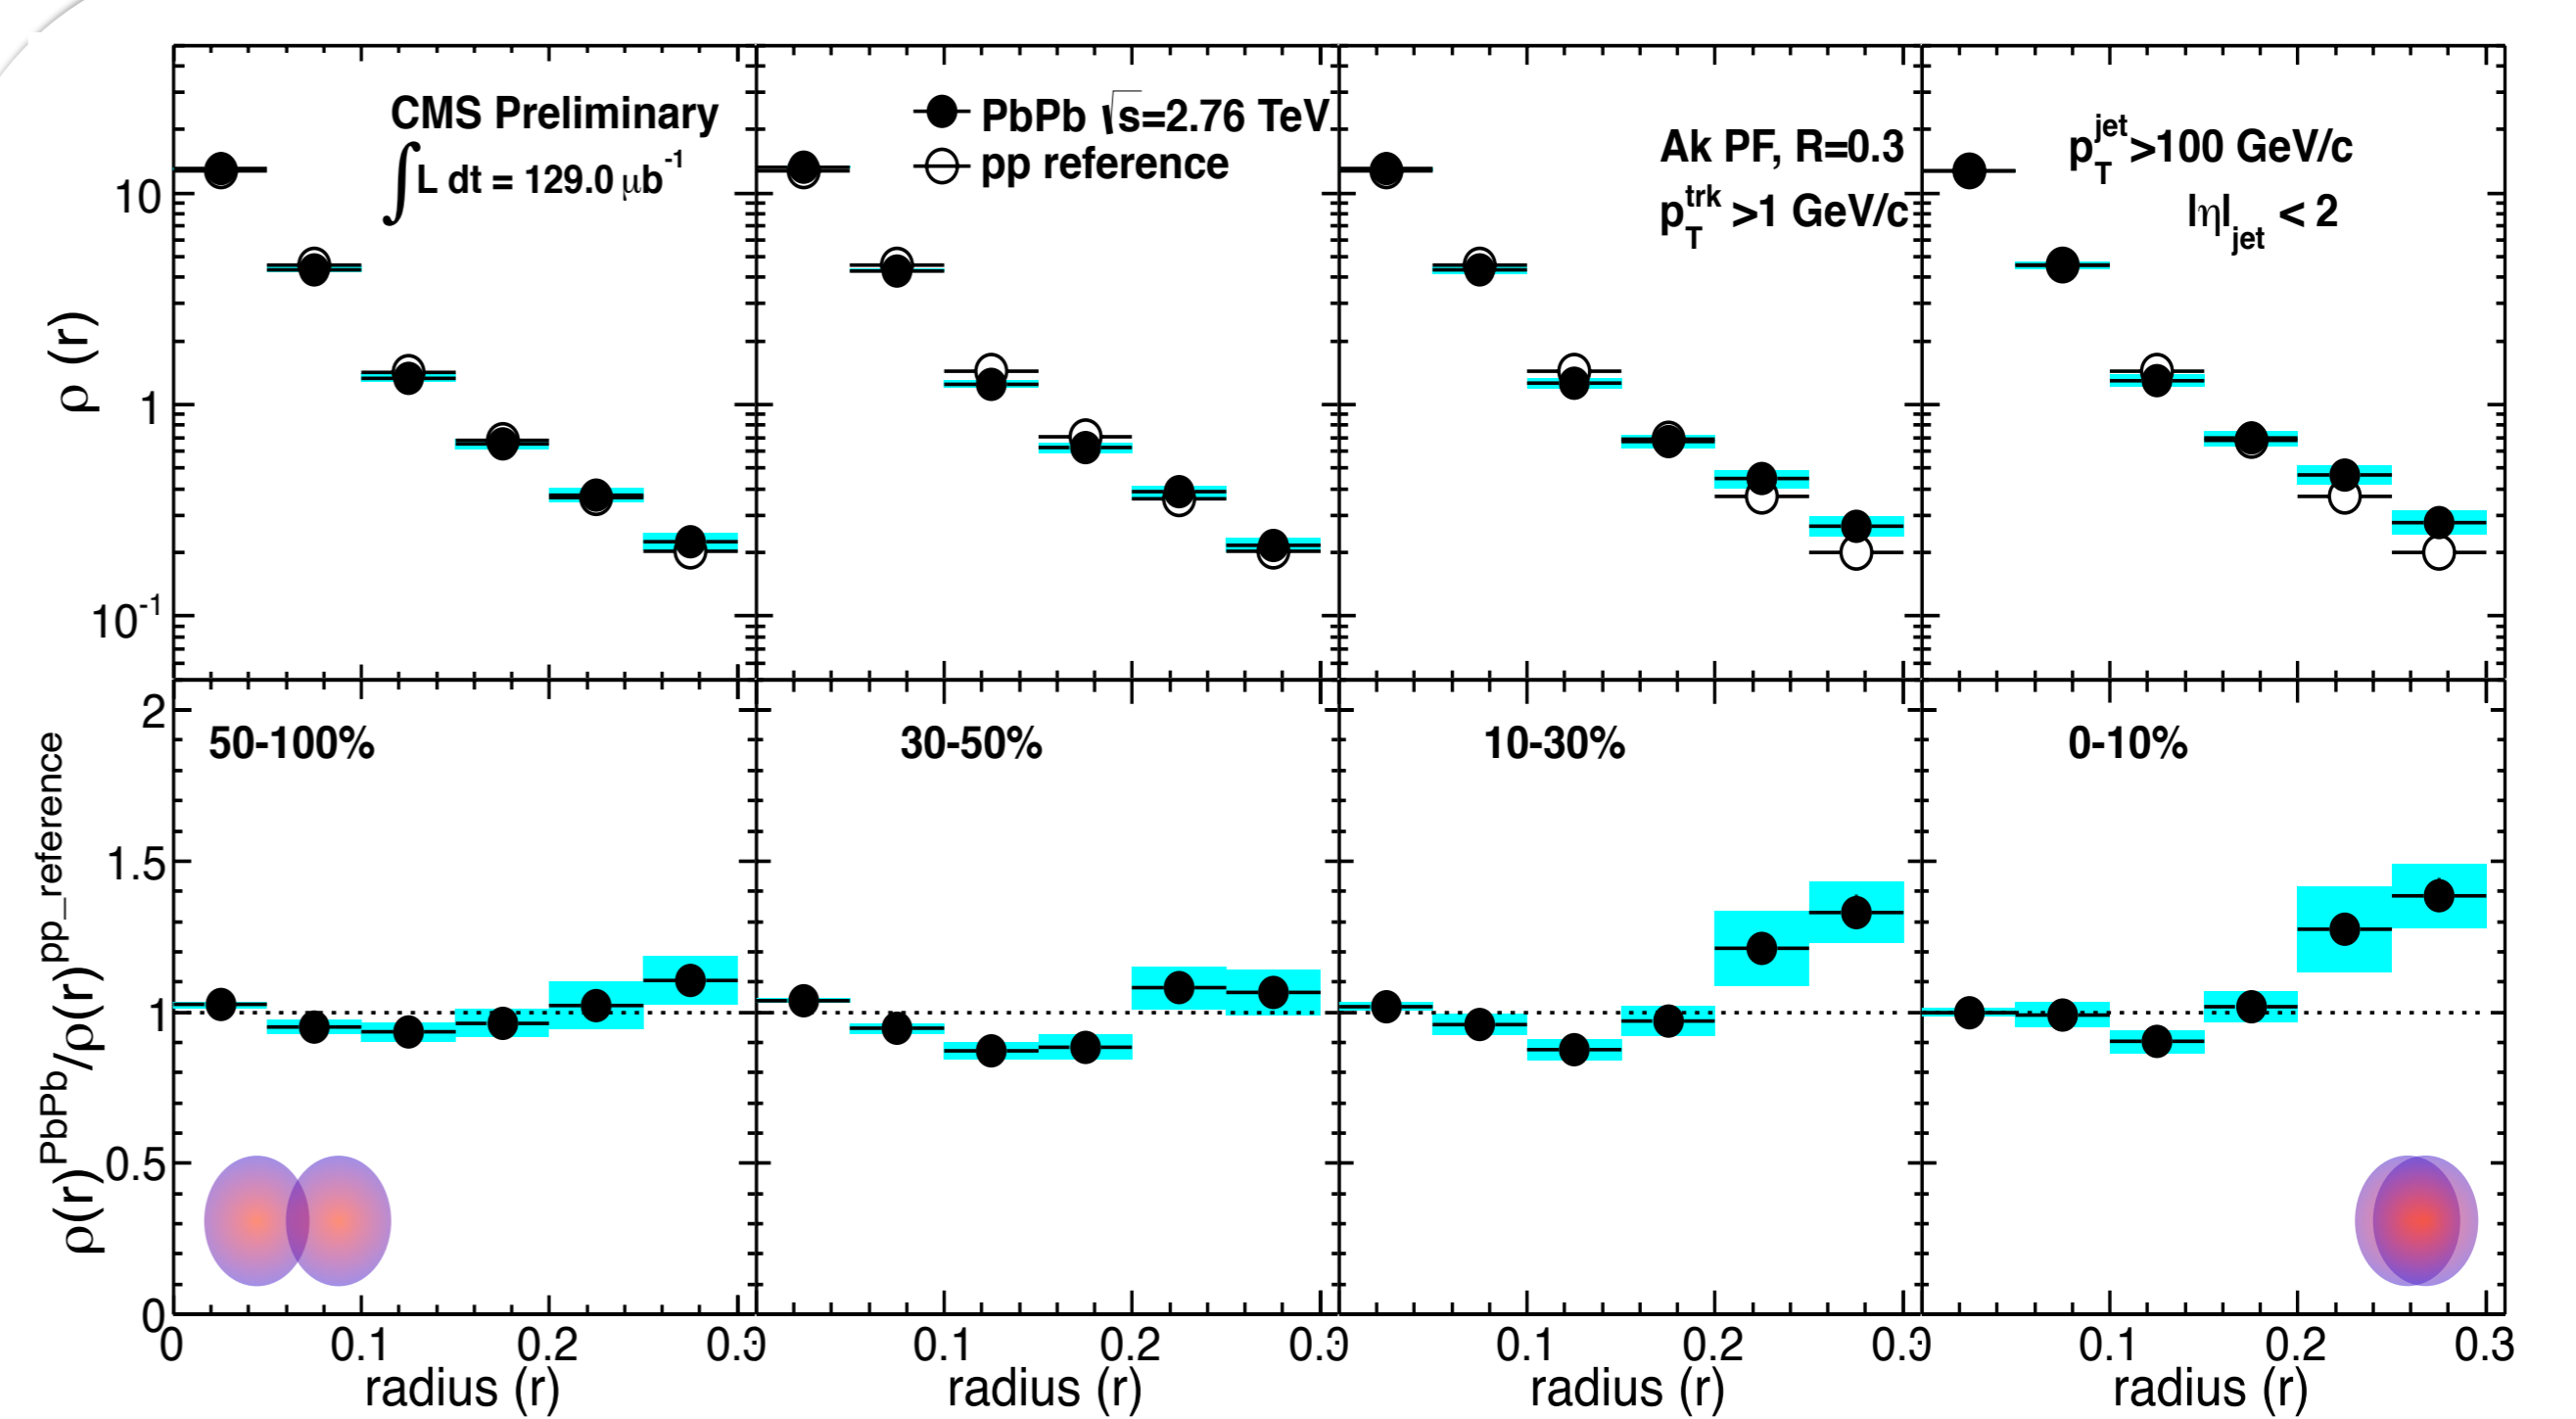 CMS Preliminary
∫L dt = 129.0 μb⁻¹
PbPb √s=2.76 TeV
pp reference
Ak PF, R=0.3
p_T^trk >1 GeV/c
p_T^jet >100 GeV/c
|η|_jet < 2
ρ (r)
10
1
10⁻¹
50-100%
30-50%
10-30%
0-10%
ρ(r)^PbPb/ρ(r)^pp_reference
2
1.5
1
0.5
0
0 0.1 0.2 0.3 0.1 0.2 0.3 0.1 0.2 0.3 0.1 0.2 0.3
radius (r) radius (r) radius (r) radius (r)